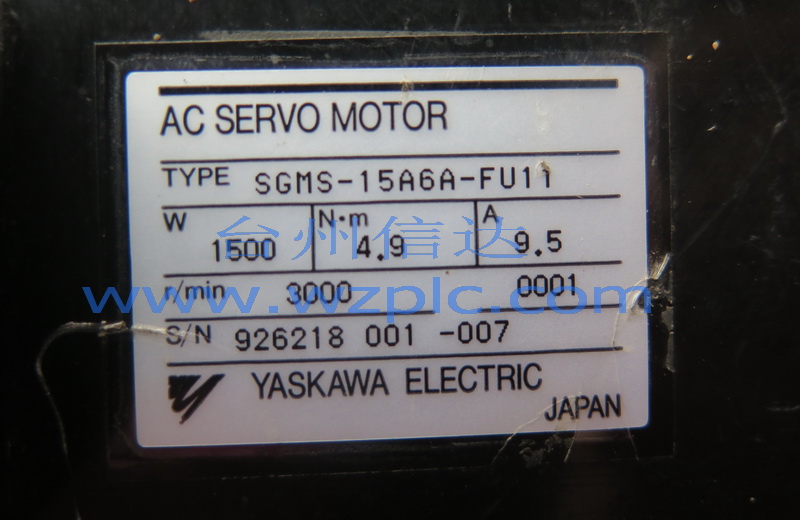 AC SERVO MOTOR
TYPE SGMS-15A6A-FU11
W 1500 N·m 4.9 A 9.5
台州信达
r/min 3000 0001
www.wzplc.com
S/N 926218 001 -007
YASKAWA ELECTRIC
JAPAN